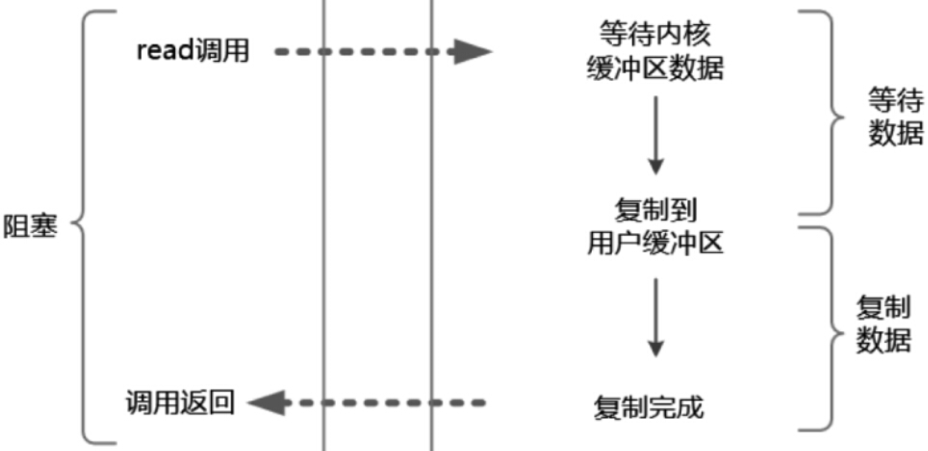 read调用
等待内核
缓冲区数据
等待
数据
阻塞
复制到
用户缓冲区
复制
数据
调用返回
复制完成